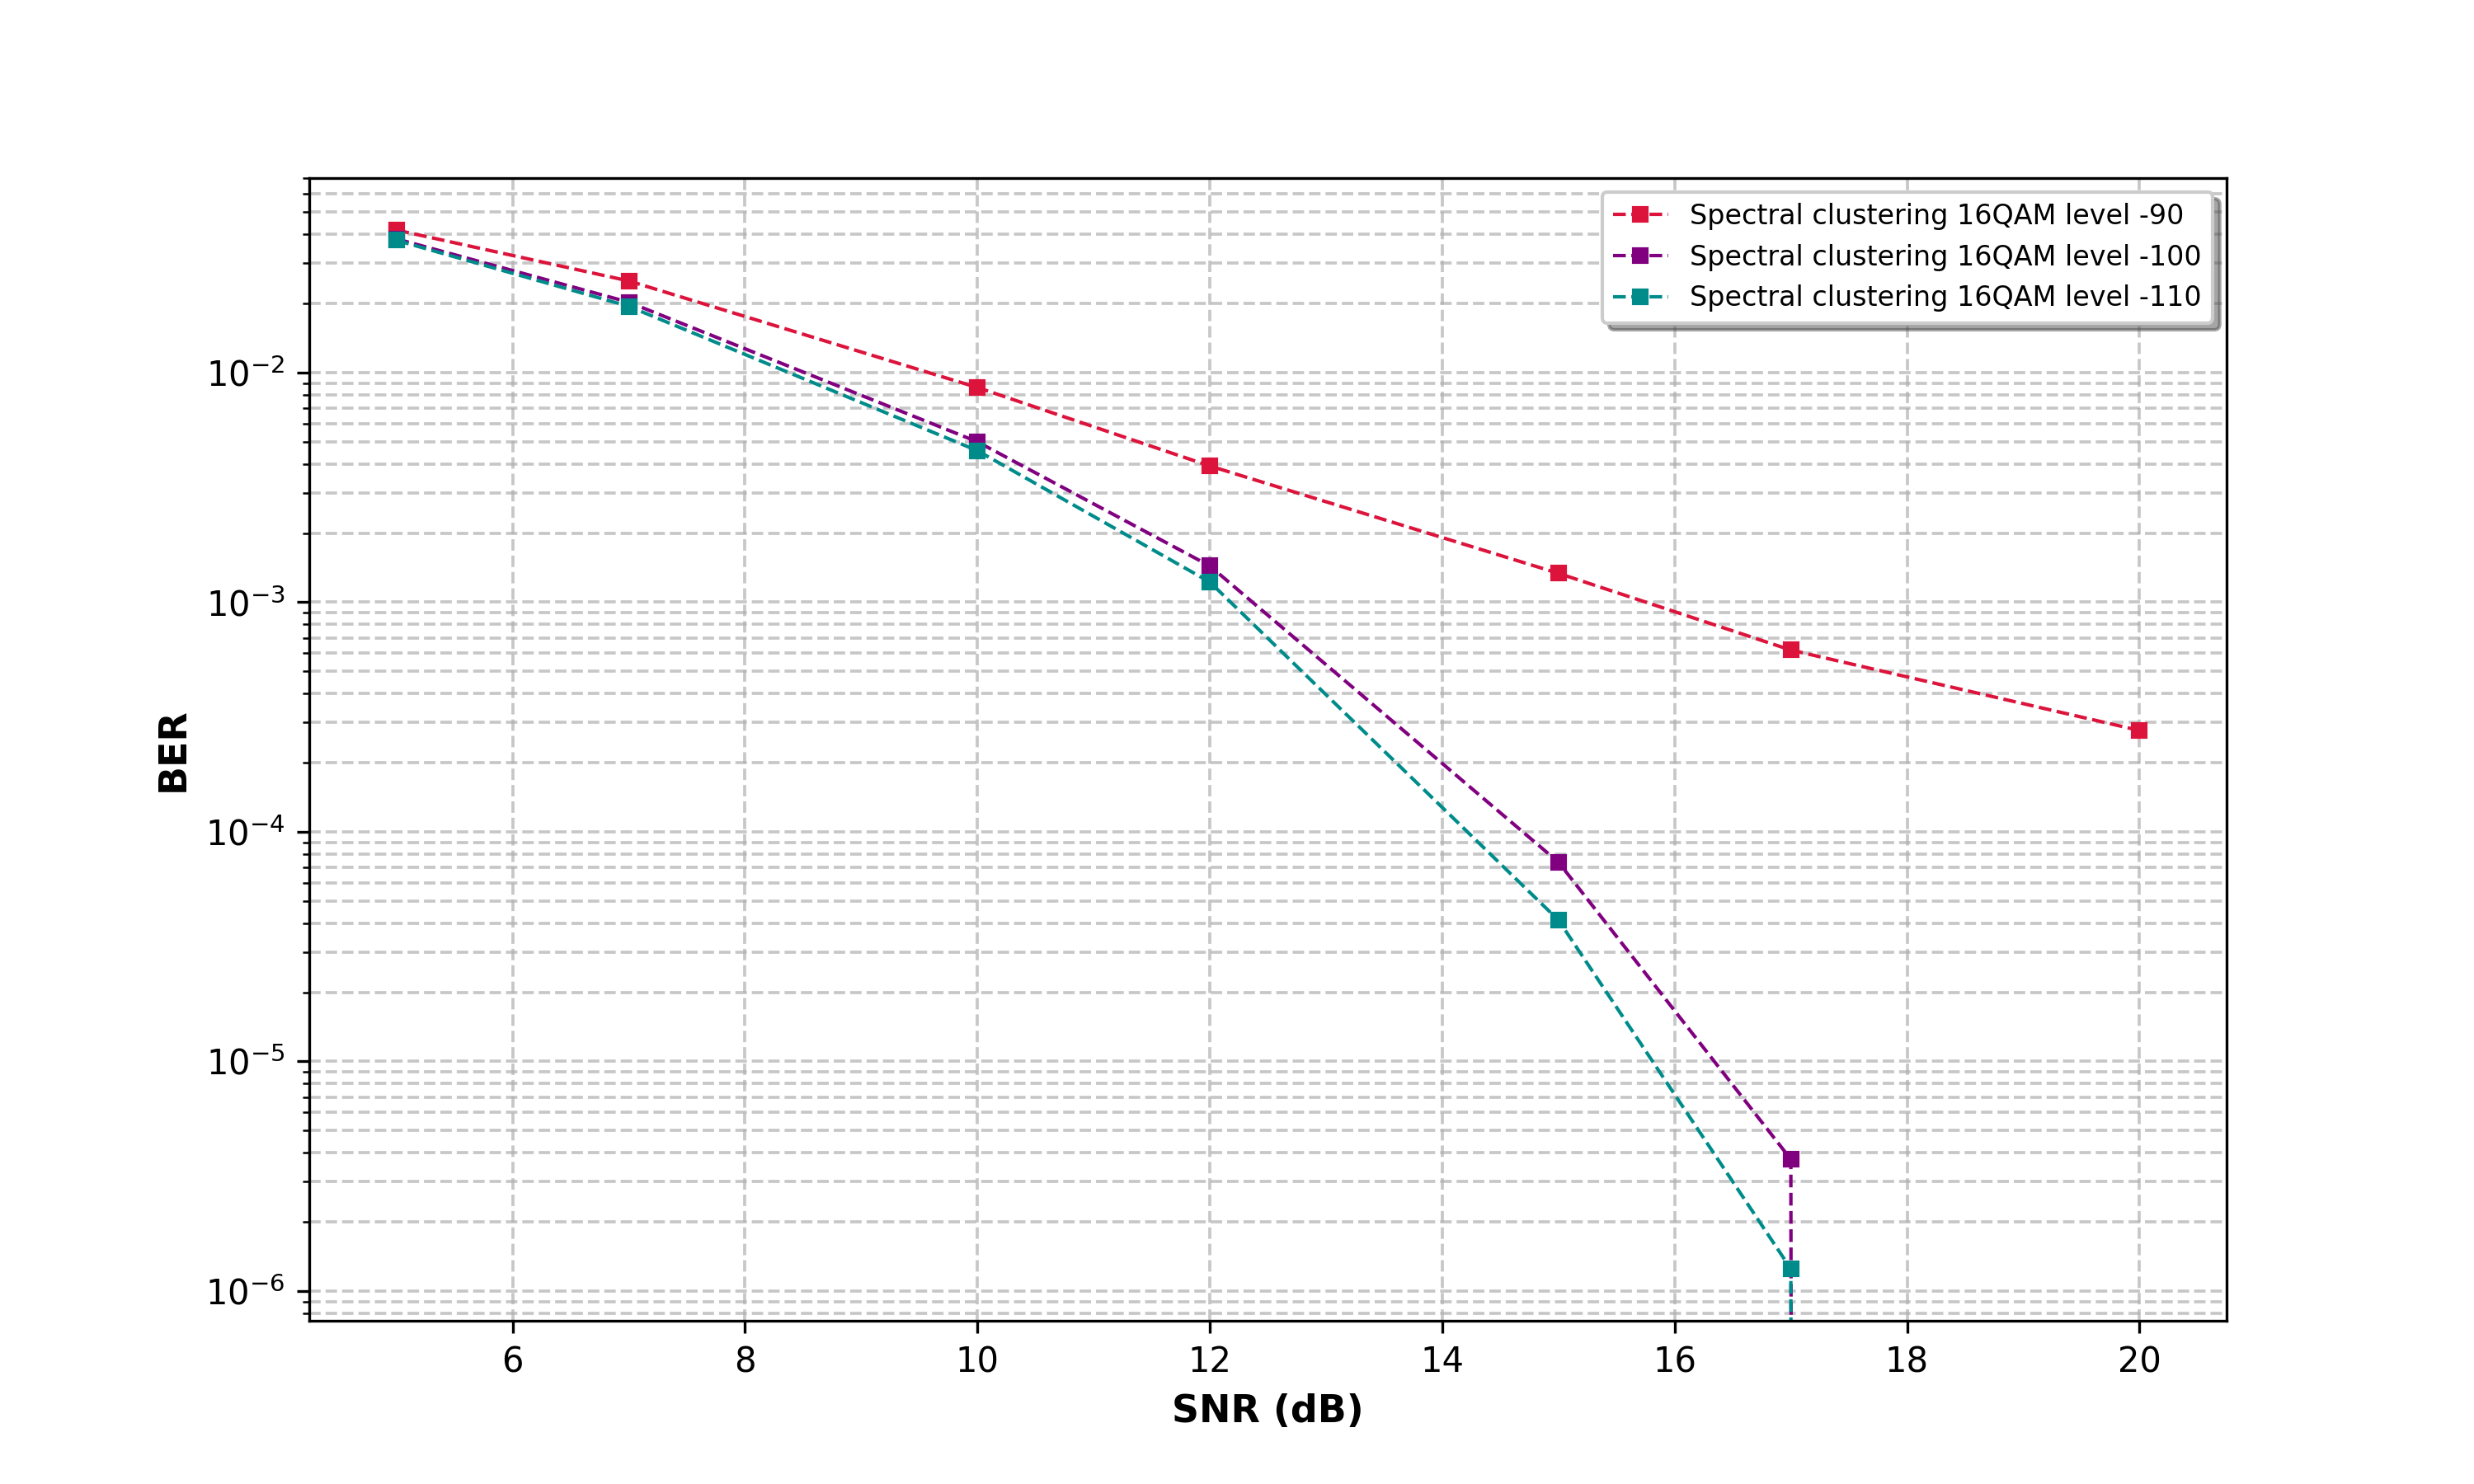 Spectral clustering 16QAM level -90
Spectral clustering 16QAM level -100
Spectral clustering 16QAM level -110
BER
10⁻²
10⁻³
10⁻⁴
10⁻⁵
10⁻⁶
6 8 10 12 14 16 18 20
SNR (dB)